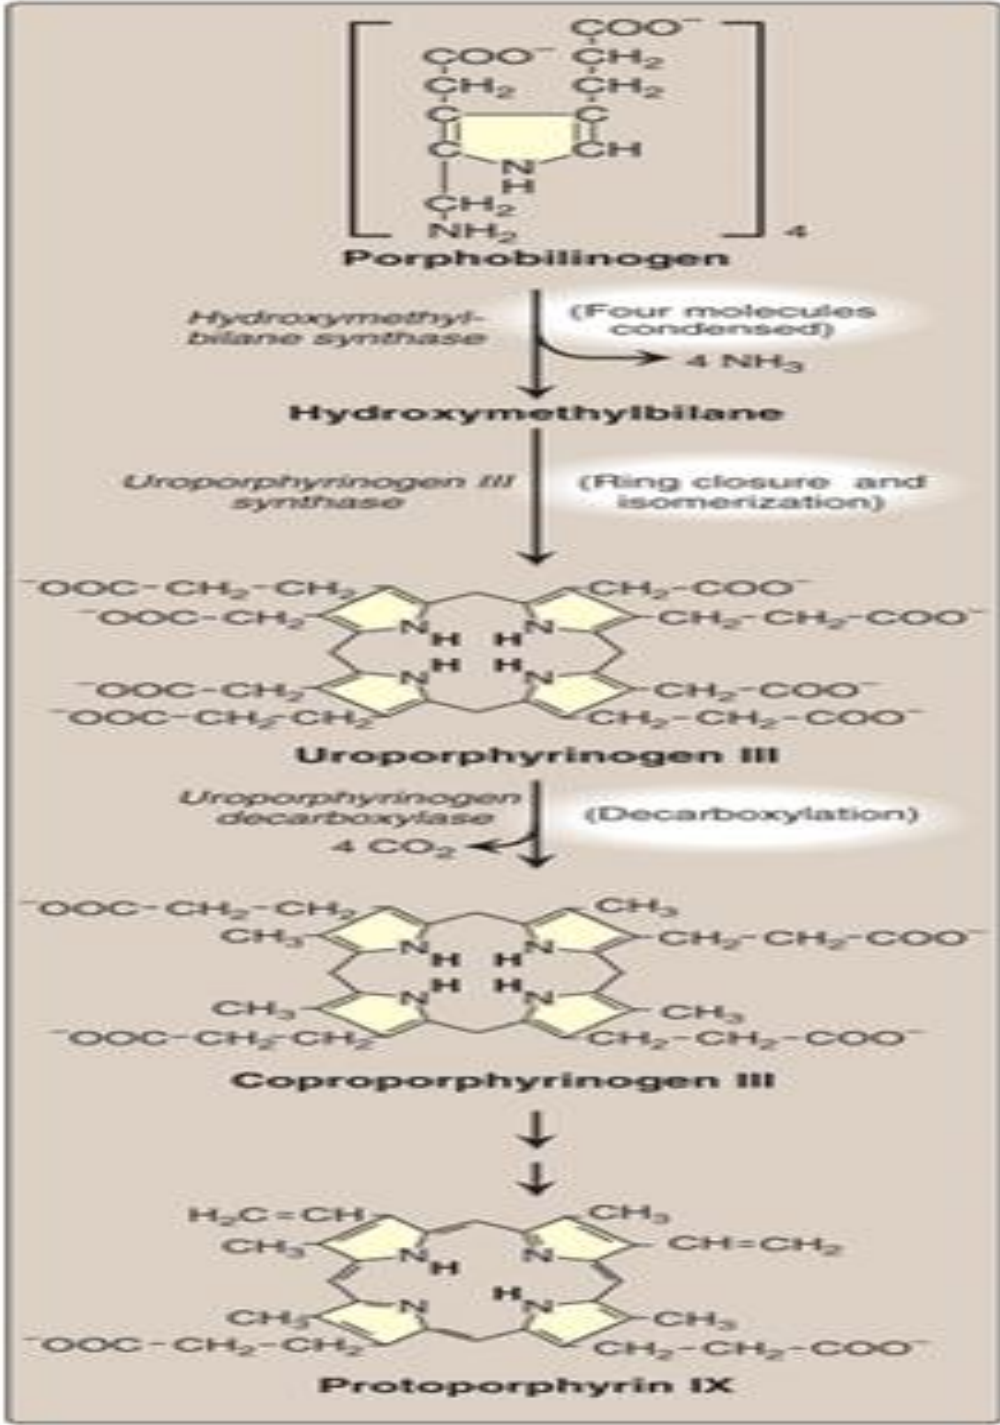 COO⁻
COO⁻ CH₂
CH₂ CH₂
C C
C CH
N
H
CH₂
NH₂
4
Porphobilinogen
Hydroxymethyl-
bilane synthase
(Four molecules
condensed)
4 NH₃
Hydroxymethylbilane
Uroporphyrinogen III
synthase
(Ring closure and
isomerization)
⁻OOC-CH₂-CH₂ CH₂-COO⁻
⁻OOC-CH₂ CH₂-CH₂-COO⁻
N H H N
N H H N
⁻OOC-CH₂ CH₂-COO⁻
⁻OOC-CH₂-CH₂ CH₂-CH₂-COO⁻
Uroporphyrinogen III
Uroporphyrinogen
decarboxylase
(Decarboxylation)
4 CO₂
⁻OOC-CH₂-CH₂ CH₃
CH₃ CH₂-CH₂-COO⁻
N H H N
N H H N
CH₃ CH₃
⁻OOC-CH₂-CH₂ CH₂-CH₂-COO⁻
Coproporphyrinogen III
H₂C=CH CH₃
CH₃ CH=CH₂
N H N
N H N
CH₃ CH₃
⁻OOC-CH₂-CH₂ CH₂-CH₂-COO⁻
Protoporphyrin IX